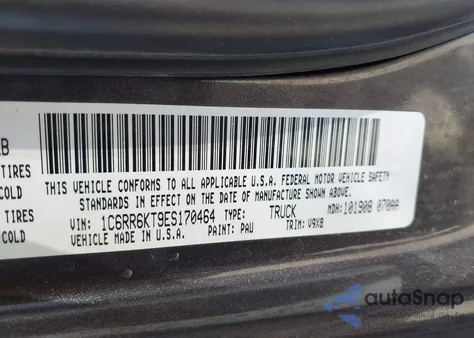 LB
TIRES
COLD
TIRES
COLD
THIS VEHICLE CONFORMS TO ALL APPLICABLE U.S.A. FEDERAL MOTOR VEHICLE SAFETY
STANDARDS IN EFFECT ON THE DATE OF MANUFACTURE SHOWN ABOVE.
VIN: 1C6RR6KT9ES170464 TYPE: TRUCK MDH: 101908 070AA
VEHICLE MADE IN U.S.A. PAINT: PAU TRIM: V9X8
autoSnap